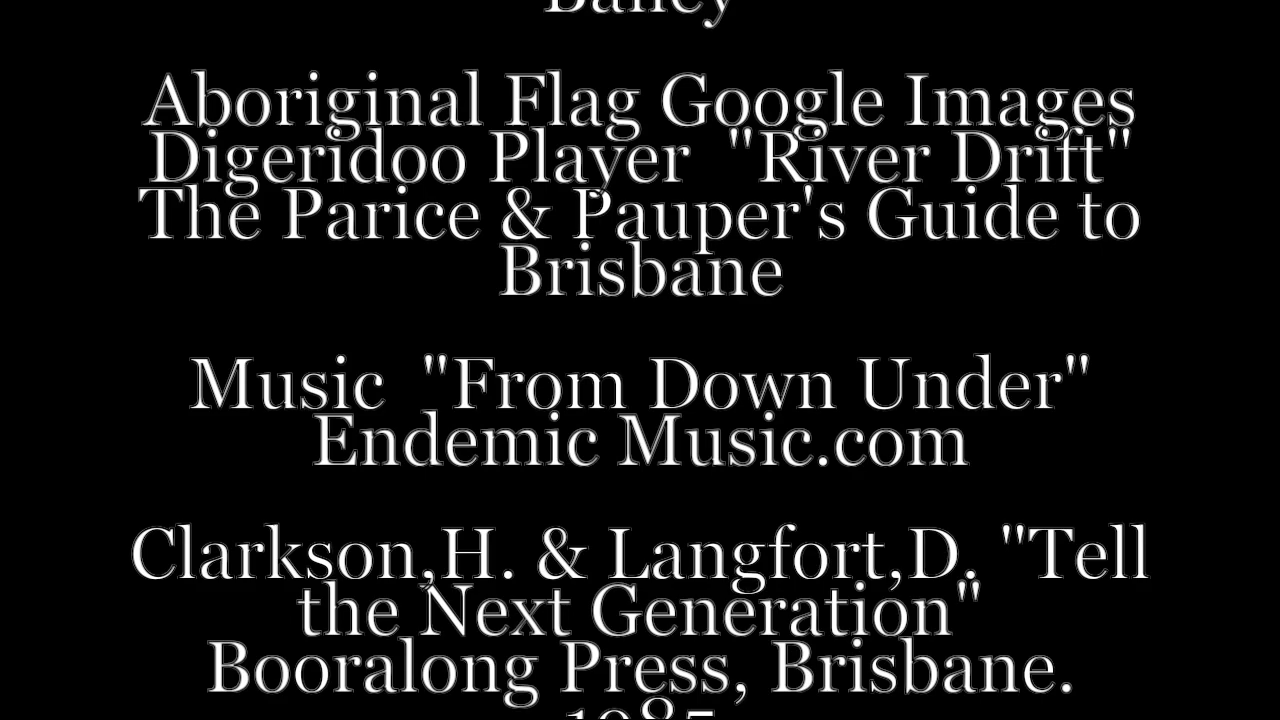 Bailey
Aboriginal Flag Google Images
Digeridoo Player "River Drift"
The Parice & Pauper's Guide to
Brisbane
Music "From Down Under"
Endemic Music.com
Clarkson,H. & Langfort,D. "Tell
the Next Generation"
Booralong Press, Brisbane.